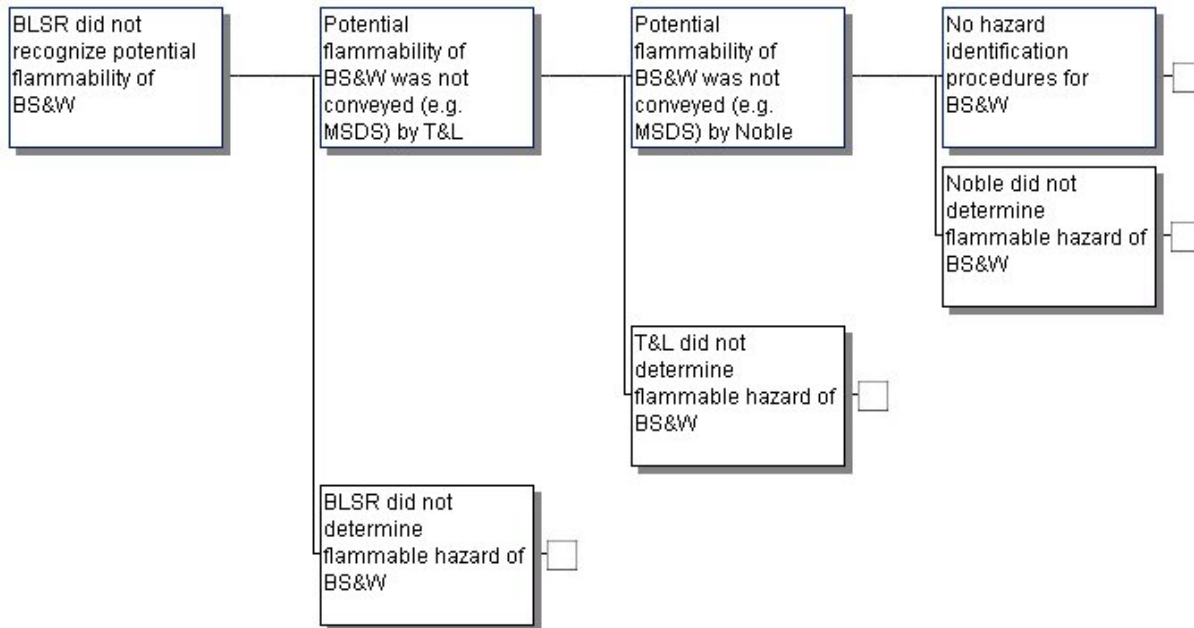 BLSR did not
recognize potential
flammability of
BS&W
Potential
flammability of
BS&W was not
conveyed (e.g.
MSDS) by T&L
Potential
flammability of
BS&W was not
conveyed (e.g.
MSDS) by Noble
No hazard
identification
procedures for
BS&W
Noble did not
determine
flammable hazard of
BS&W
T&L did not
determine
flammable hazard of
BS&W
BLSR did not
determine
flammable hazard of
BS&W